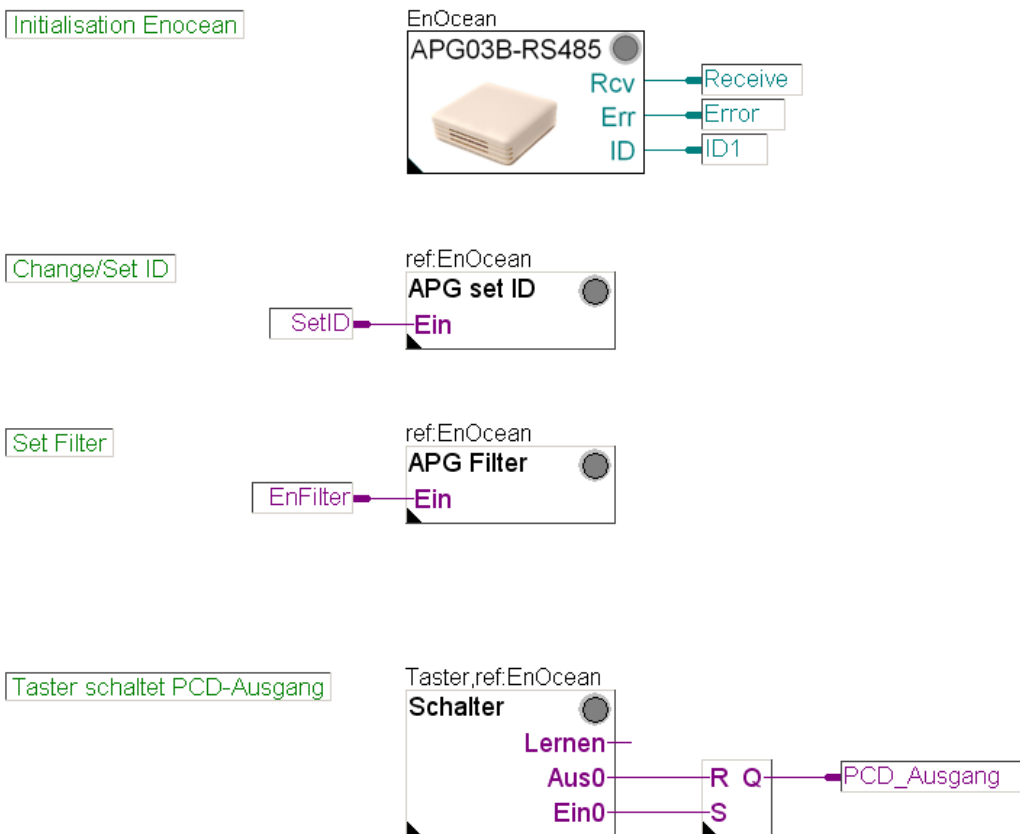 Initialisation Enocean
EnOcean
APG03B-RS485
Rcv
Receive
Err
Error
ID
ID1
Change/Set ID
ref:EnOcean
APG set ID
SetID
Ein
Set Filter
ref:EnOcean
APG Filter
EnFilter
Ein
Taster schaltet PCD-Ausgang
Taster,ref:EnOcean
Schalter
Lernen
Aus0
R Q
PCD_Ausgang
Ein0
S